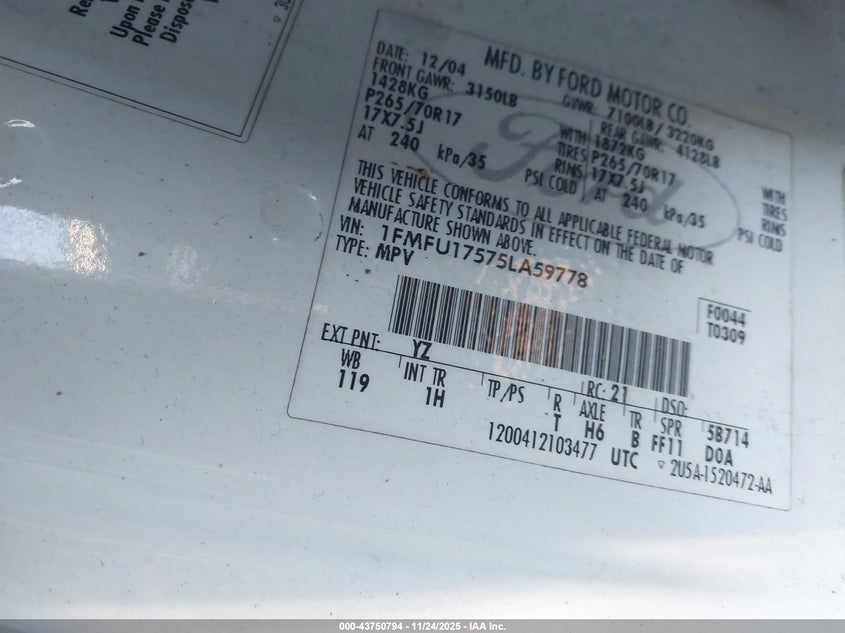 Re
Upon
Please
Disposa
MFD. BY FORD MOTOR CO.
DATE: 12/04 GVWR: 7100LB / 3220KG
FRONT GAWR: 3150LB REAR GAWR: 4128LB
1428KG WITH 1872KG WITH
P265/70R17 TIRES P265/70R17 TIRES
17X7.5J RIMS 17X7.5J RIMS
AT 240 kPa/35 PSI COLD AT 240 kPa/35 PSI COLD
THIS VEHICLE CONFORMS TO ALL APPLICABLE FEDERAL MOTOR
VEHICLE SAFETY STANDARDS IN EFFECT ON THE DATE OF
MANUFACTURE SHOWN ABOVE.
VIN: 1FMFU17575LA59778
TYPE: MPV
F0044
T0309
EXT PNT: YZ RC: 21 DSO:
WB INT TR TP/PS R AXLE TR SPR 5B714
119 1H T H6 B FF11 DOA
1200412103477 UTC ▽ 2U5A-1520472-AA
Ford
000-43750794 - 11/24/2025 - IAA Inc.